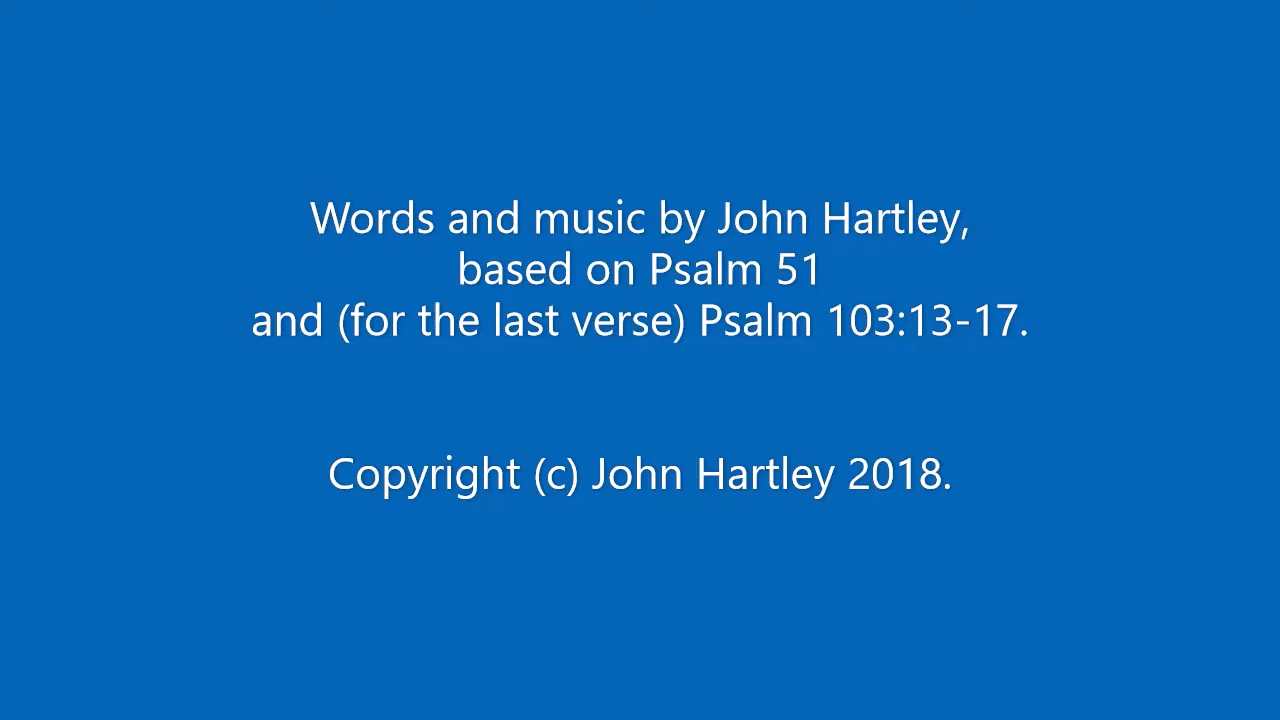 Words and music by John Hartley,
based on Psalm 51
and (for the last verse) Psalm 103:13-17.
Copyright (c) John Hartley 2018.